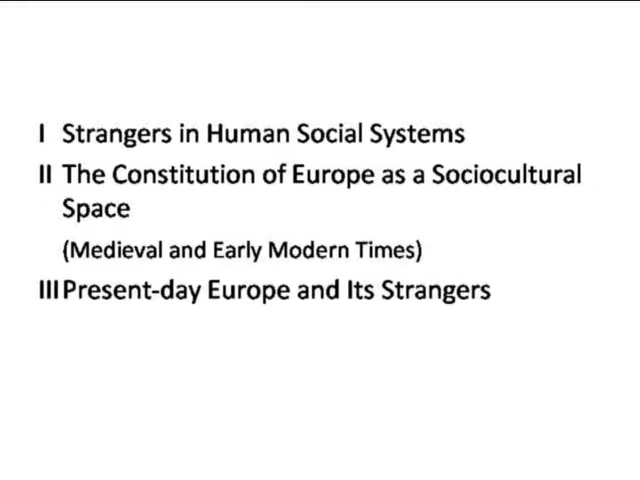 I Strangers in Human Social Systems
II The Constitution of Europe as a Sociocultural
Space
(Medieval and Early Modern Times)
III Present-day Europe and Its Strangers